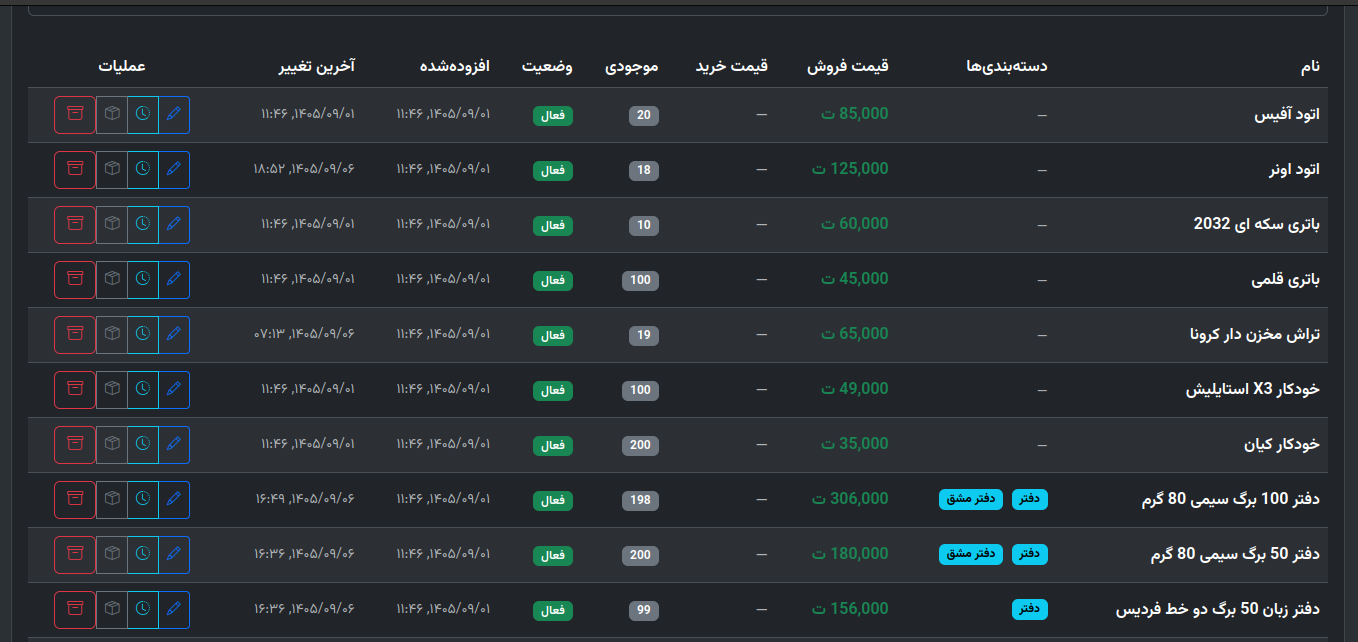 نام دسته‌بندی‌ها قیمت فروش قیمت خرید موجودی وضعیت افزوده‌شده آخرین تغییر عملیات
اتود آفیس — 85,000 ت — 20 فعال ۱۴۰۵/۰۹/۰۱, ۱۱:۴۶ ۱۴۰۵/۰۹/۰۱, ۱۱:۴۶
اتود اونر — 125,000 ت — 18 فعال ۱۴۰۵/۰۹/۰۱, ۱۱:۴۶ ۱۴۰۵/۰۹/۰۶, ۱۸:۵۲
باتری سکه ای 2032 — 60,000 ت — 10 فعال ۱۴۰۵/۰۹/۰۱, ۱۱:۴۶ ۱۴۰۵/۰۹/۰۱, ۱۱:۴۶
باتری قلمی — 45,000 ت — 100 فعال ۱۴۰۵/۰۹/۰۱, ۱۱:۴۶ ۱۴۰۵/۰۹/۰۱, ۱۱:۴۶
تراش مخزن دار کرونا — 65,000 ت — 19 فعال ۱۴۰۵/۰۹/۰۱, ۱۱:۴۶ ۱۴۰۵/۰۹/۰۶, ۰۷:۱۳
خودکار X3 استایلیش — 49,000 ت — 100 فعال ۱۴۰۵/۰۹/۰۱, ۱۱:۴۶ ۱۴۰۵/۰۹/۰۱, ۱۱:۴۶
خودکار کیان — 35,000 ت — 200 فعال ۱۴۰۵/۰۹/۰۱, ۱۱:۴۶ ۱۴۰۵/۰۹/۰۱, ۱۱:۴۶
دفتر 100 برگ سیمی 80 گرم دفتر دفتر مشق 306,000 ت — 198 فعال ۱۴۰۵/۰۹/۰۱, ۱۱:۴۶ ۱۴۰۵/۰۹/۰۶, ۱۶:۴۹
دفتر 50 برگ سیمی 80 گرم دفتر دفتر مشق 180,000 ت — 200 فعال ۱۴۰۵/۰۹/۰۱, ۱۱:۴۶ ۱۴۰۵/۰۹/۰۶, ۱۶:۳۶
دفتر زبان 50 برگ دو خط فردیس دفتر 156,000 ت — 99 فعال ۱۴۰۵/۰۹/۰۱, ۱۱:۴۶ ۱۴۰۵/۰۹/۰۶, ۱۶:۳۶